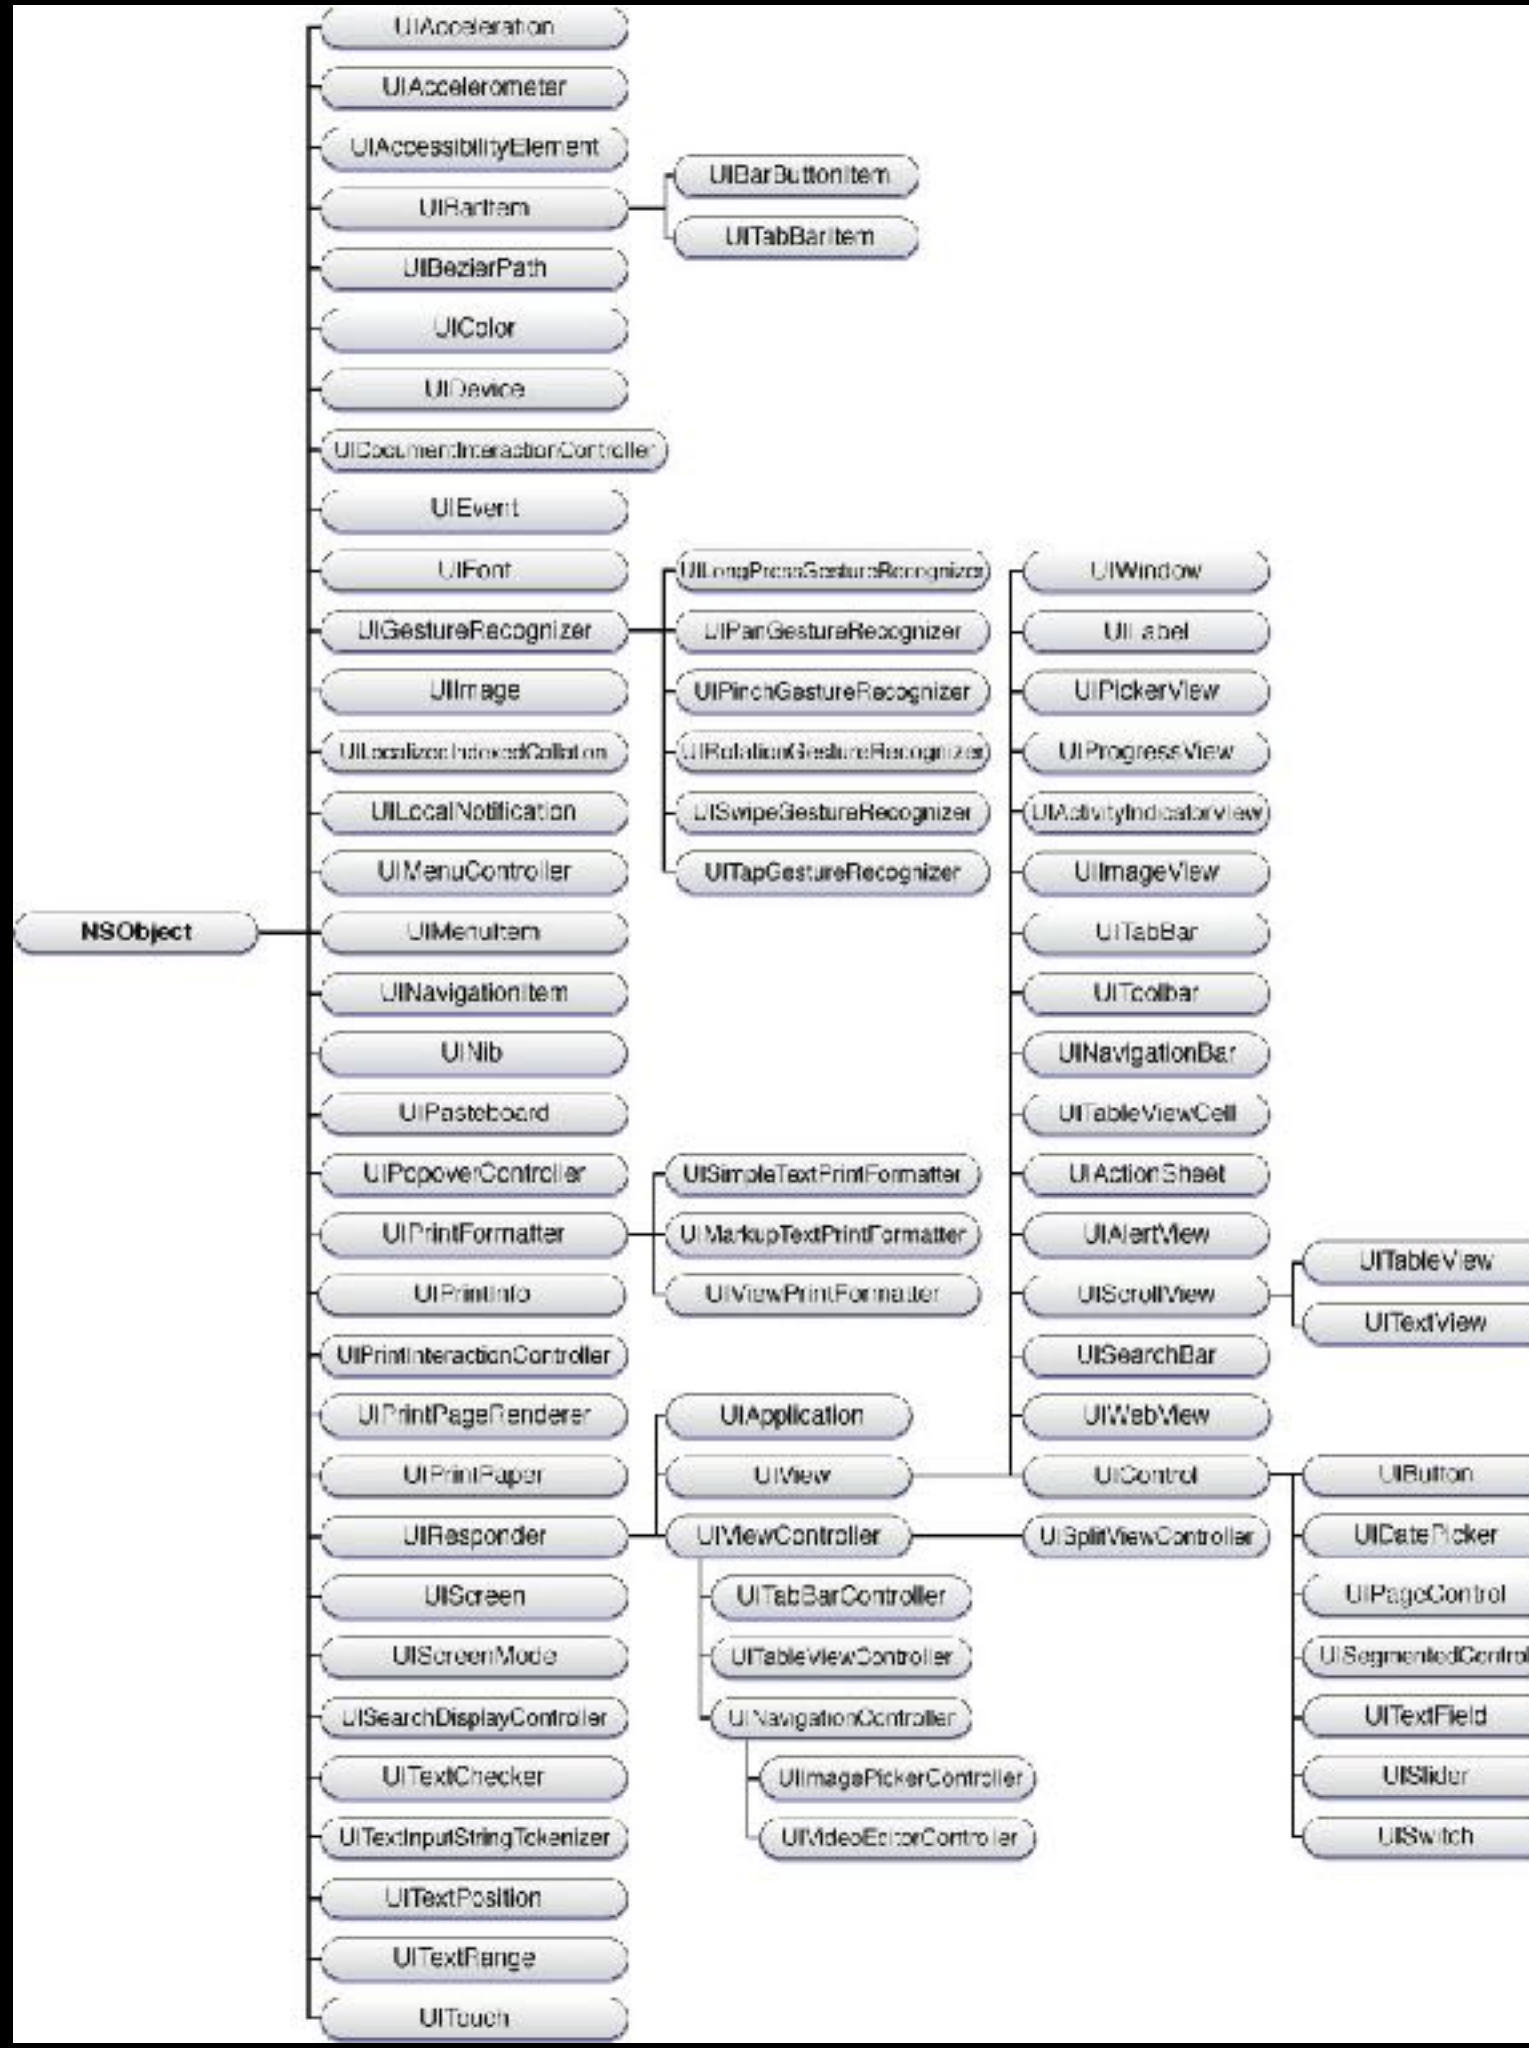 UIAcceleration
UIAccelerometer
UIAccessibilityElement
UIBarItem
UIBarButtonItem
UITabBarItem
UIBezierPath
UIColor
UIDevice
UIDocumentInteractionController
UIEvent
UIFont
UIGestureRecognizer
UILongPressGestureRecognizer
UIPanGestureRecognizer
UIPinchGestureRecognizer
UIRotationGestureRecognizer
UISwipeGestureRecognizer
UITapGestureRecognizer
UIImage
UILocalizedIndexedCollation
UILocalNotification
UIMenuController
NSObject
UIMenuItem
UINavigationItem
UINib
UIPasteboard
UIPopoverController
UIPrintFormatter
UISimpleTextPrintFormatter
UIMarkupTextPrintFormatter
UIViewPrintFormatter
UIPrintInfo
UIPrintInteractionController
UIPrintPageRenderer
UIPrintPaper
UIResponder
UIApplication
UIView
UIViewController
UISplitViewController
UITabBarController
UITableViewController
UINavigationController
UIImagePickerController
UIVideoEditorController
UIWindow
UILabel
UIPickerView
UIProgressView
UIActivityIndicatorView
UIImageView
UITabBar
UIToolbar
UINavigationBar
UITableViewCell
UIActionSheet
UIAlertView
UIScrollView
UITableView
UITextView
UISearchBar
UIWebView
UIControl
UIButton
UIDatePicker
UIPageControl
UISegmentedControl
UITextField
UISlider
UISwitch
UIScreen
UIScreenMode
UISearchDisplayController
UITextChecker
UITextInputStringTokenizer
UITextPosition
UITextRange
UITouch